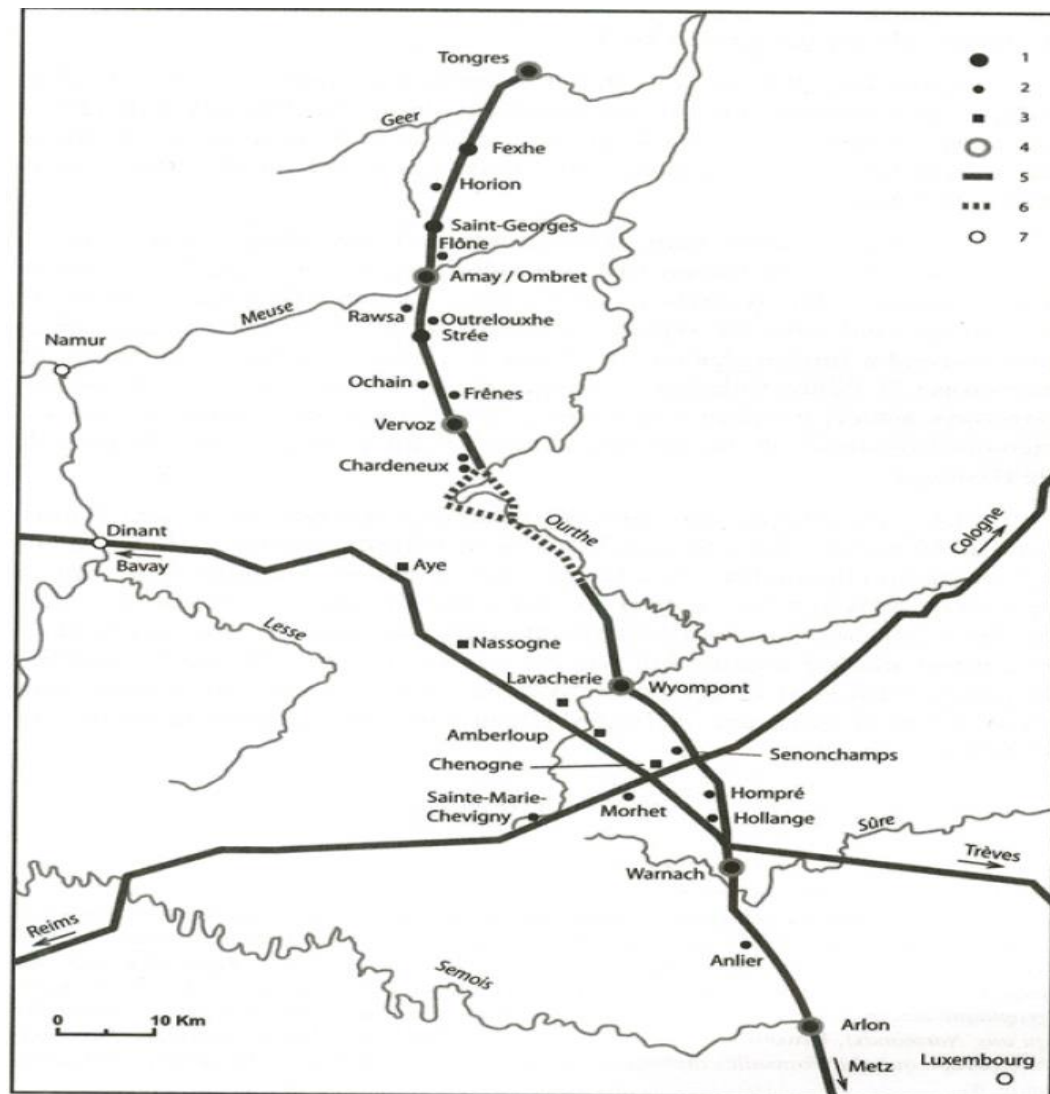 Tongres
1
2
Geer
3
Fexhe
4
Horion
5
6
Saint-Georges
7
Flône
Amay / Ombret
Meuse
Rawsa
Outrelouxhe
Strée
Namur
Ochain
Frênes
Vervoz
Chardeneux
Ourthe
Cologne
Dinant
Bavay
Aye
Lesse
Nassogne
Lavacherie
Wyompont
Amberloup
Senonchamps
Chenogne
Hompré
Sainte-Marie-
Chevigny
Morhet
Hollange
Sûre
Trèves
Warnach
Reims
Anlier
Semois
0
10 Km
Arlon
Metz
Luxembourg